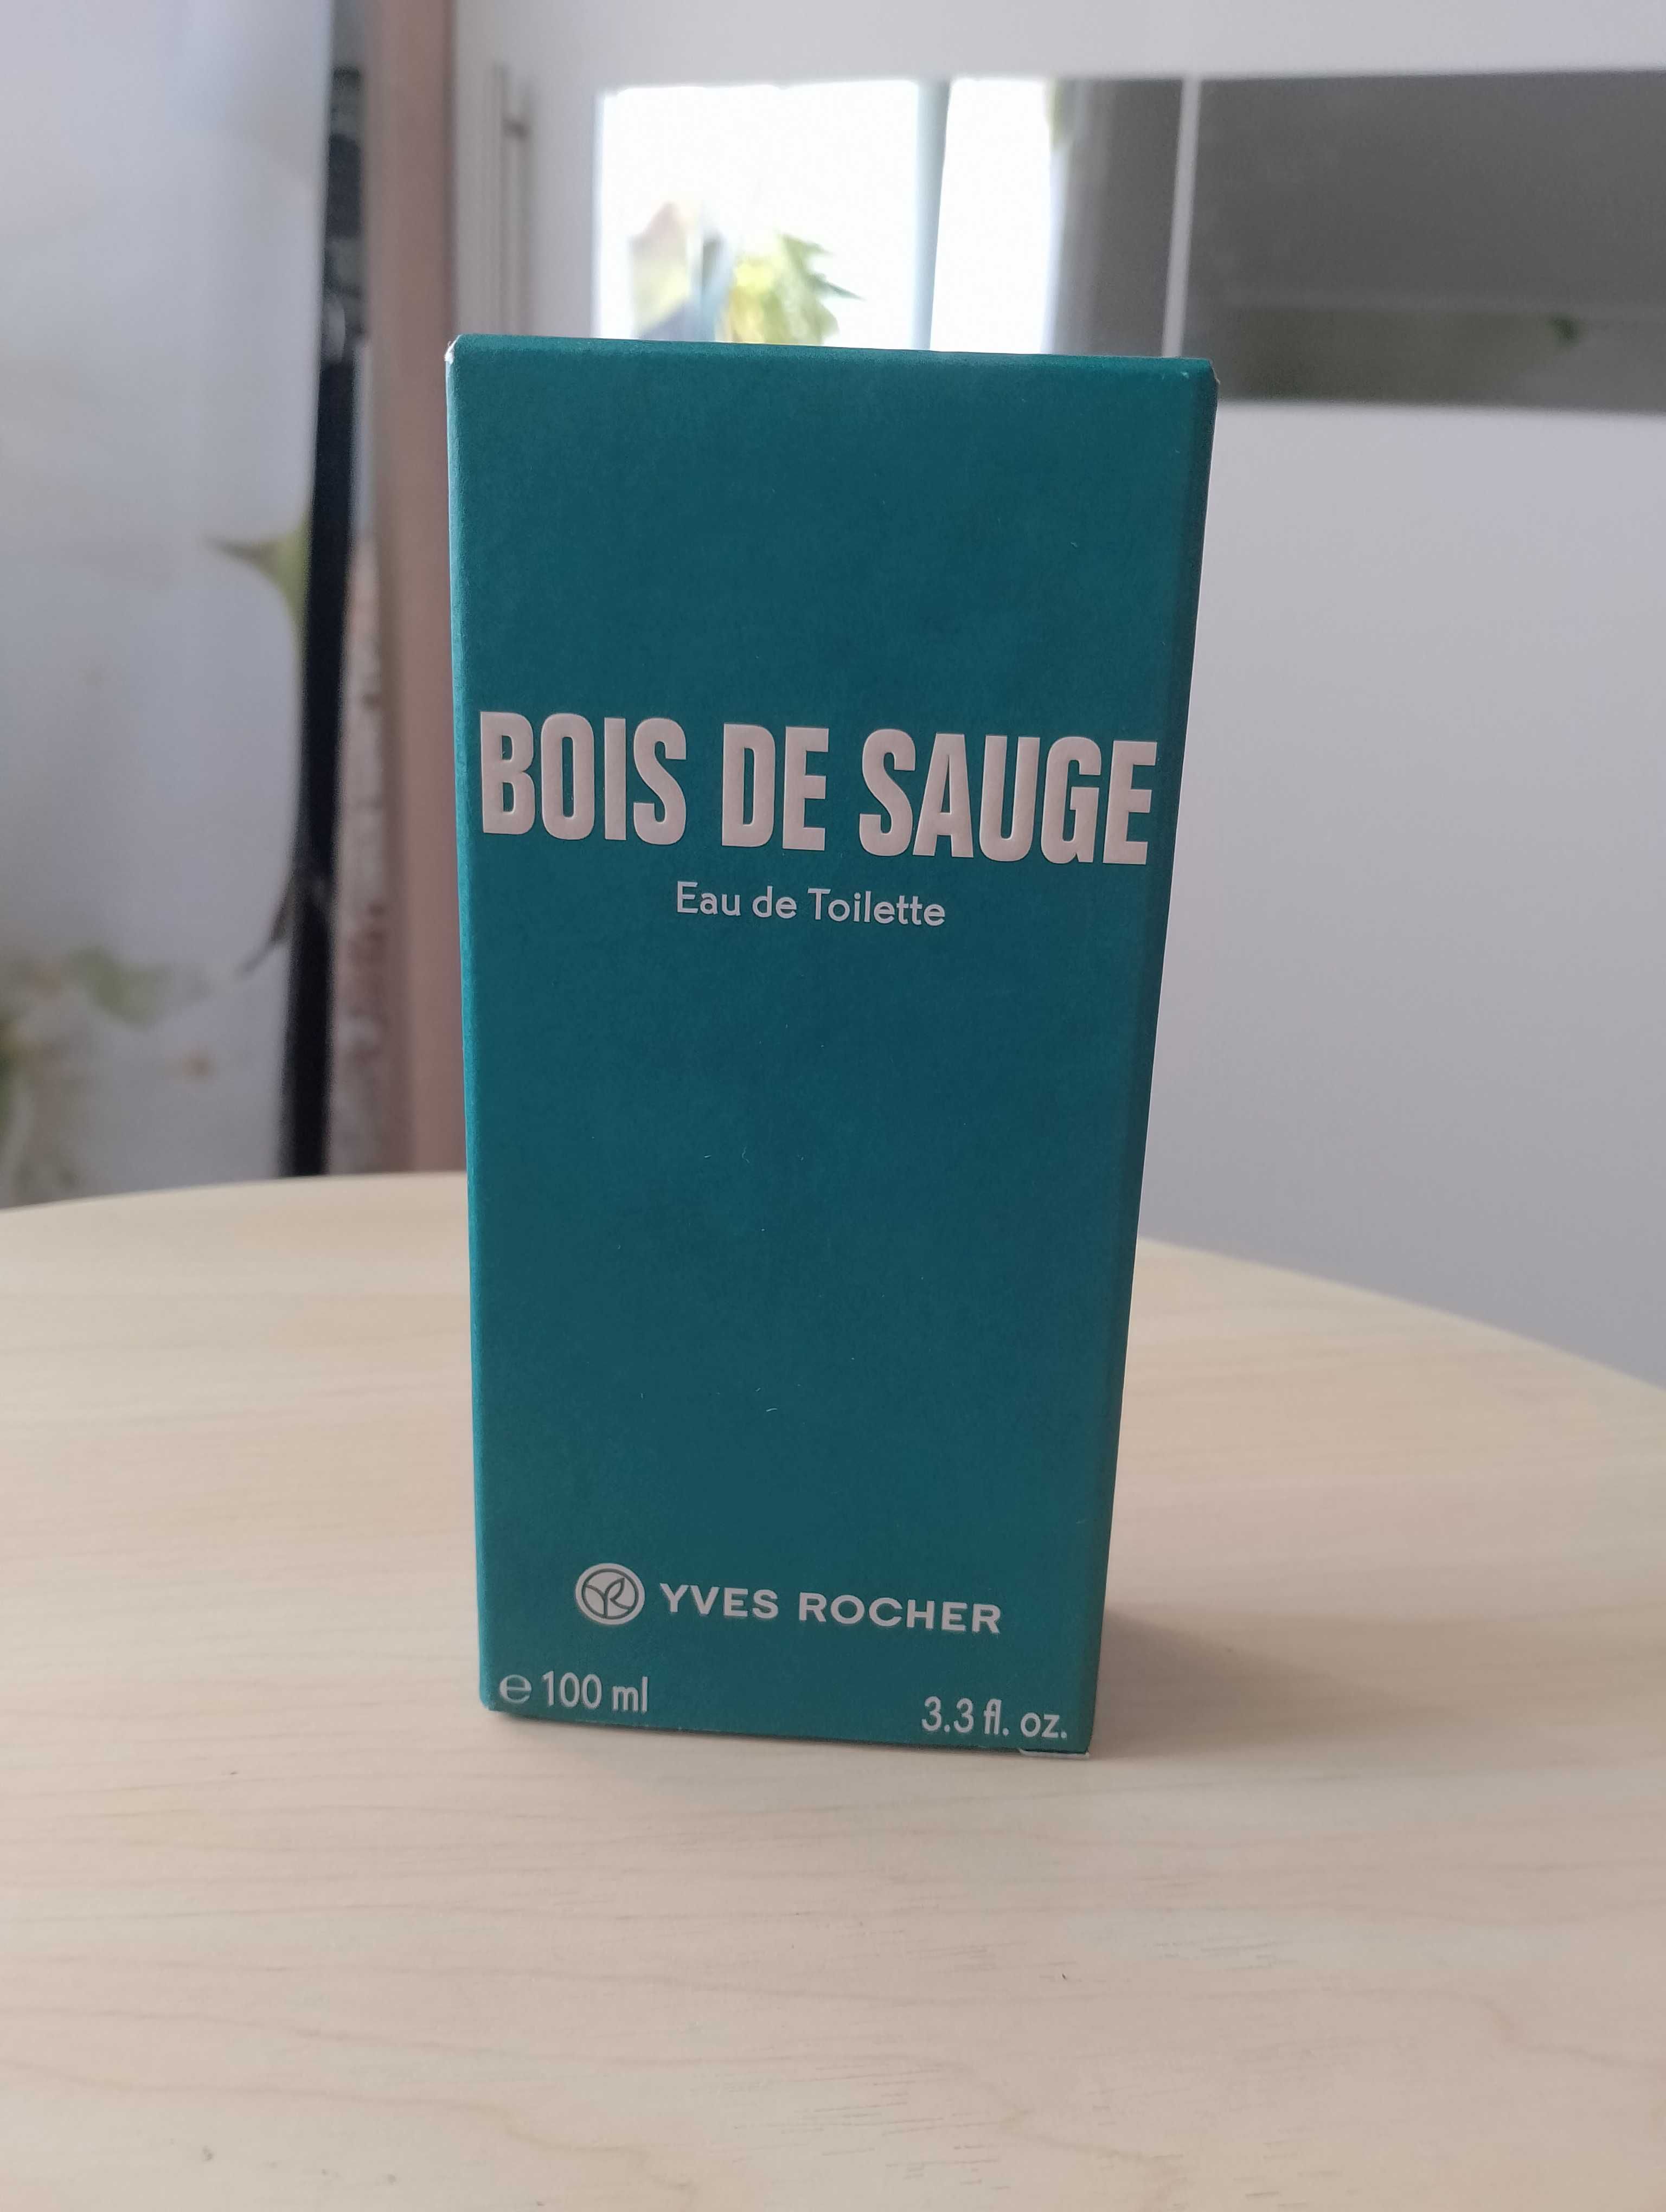 BOIS DE SAUGE
Eau de Toilette
YVES ROCHER
℮ 100 ml
3.3 fl. oz.